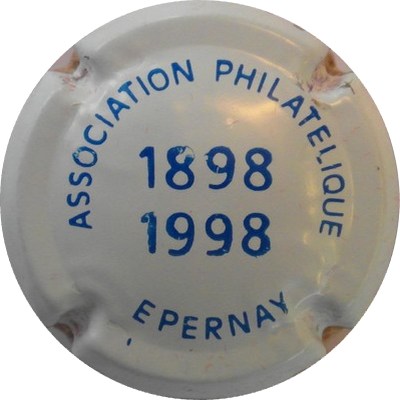 ASSOCIATION PHILATELIQUE
1898
1998
EPERNAY